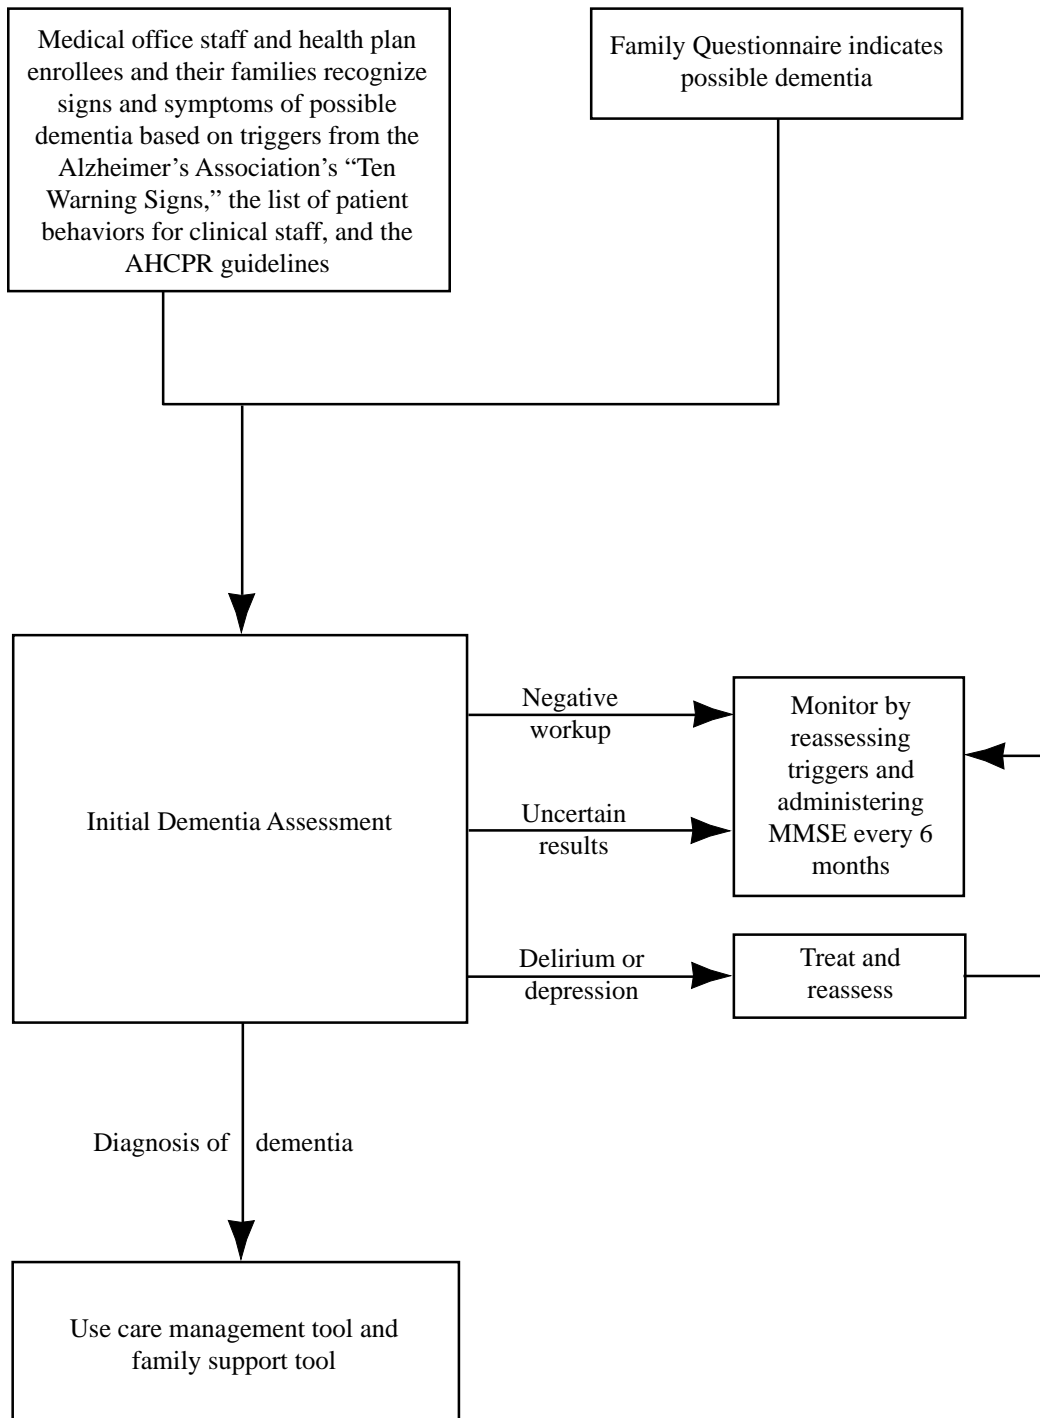 Medical office staff and health plan
enrollees and their families recognize
signs and symptoms of possible
dementia based on triggers from the
Alzheimer’s Association’s “Ten
Warning Signs,” the list of patient
behaviors for clinical staff, and the
AHCPR guidelines
Family Questionnaire indicates
possible dementia
Initial Dementia Assessment
Negative
workup
Uncertain
results
Delirium or
depression
Monitor by
reassessing
triggers and
administering
MMSE every 6
months
Treat and
reassess
Diagnosis of dementia
Use care management tool and
family support tool